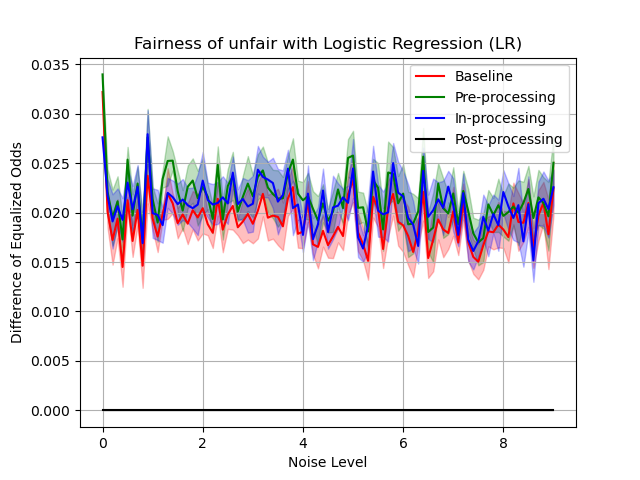 Fairness of unfair with Logistic Regression (LR)
Difference of Equalized Odds
0.035
0.030
0.025
0.020
0.015
0.010
0.005
0.000
Baseline
Pre-processing
In-processing
Post-processing
0 2 4 6 8
Noise Level